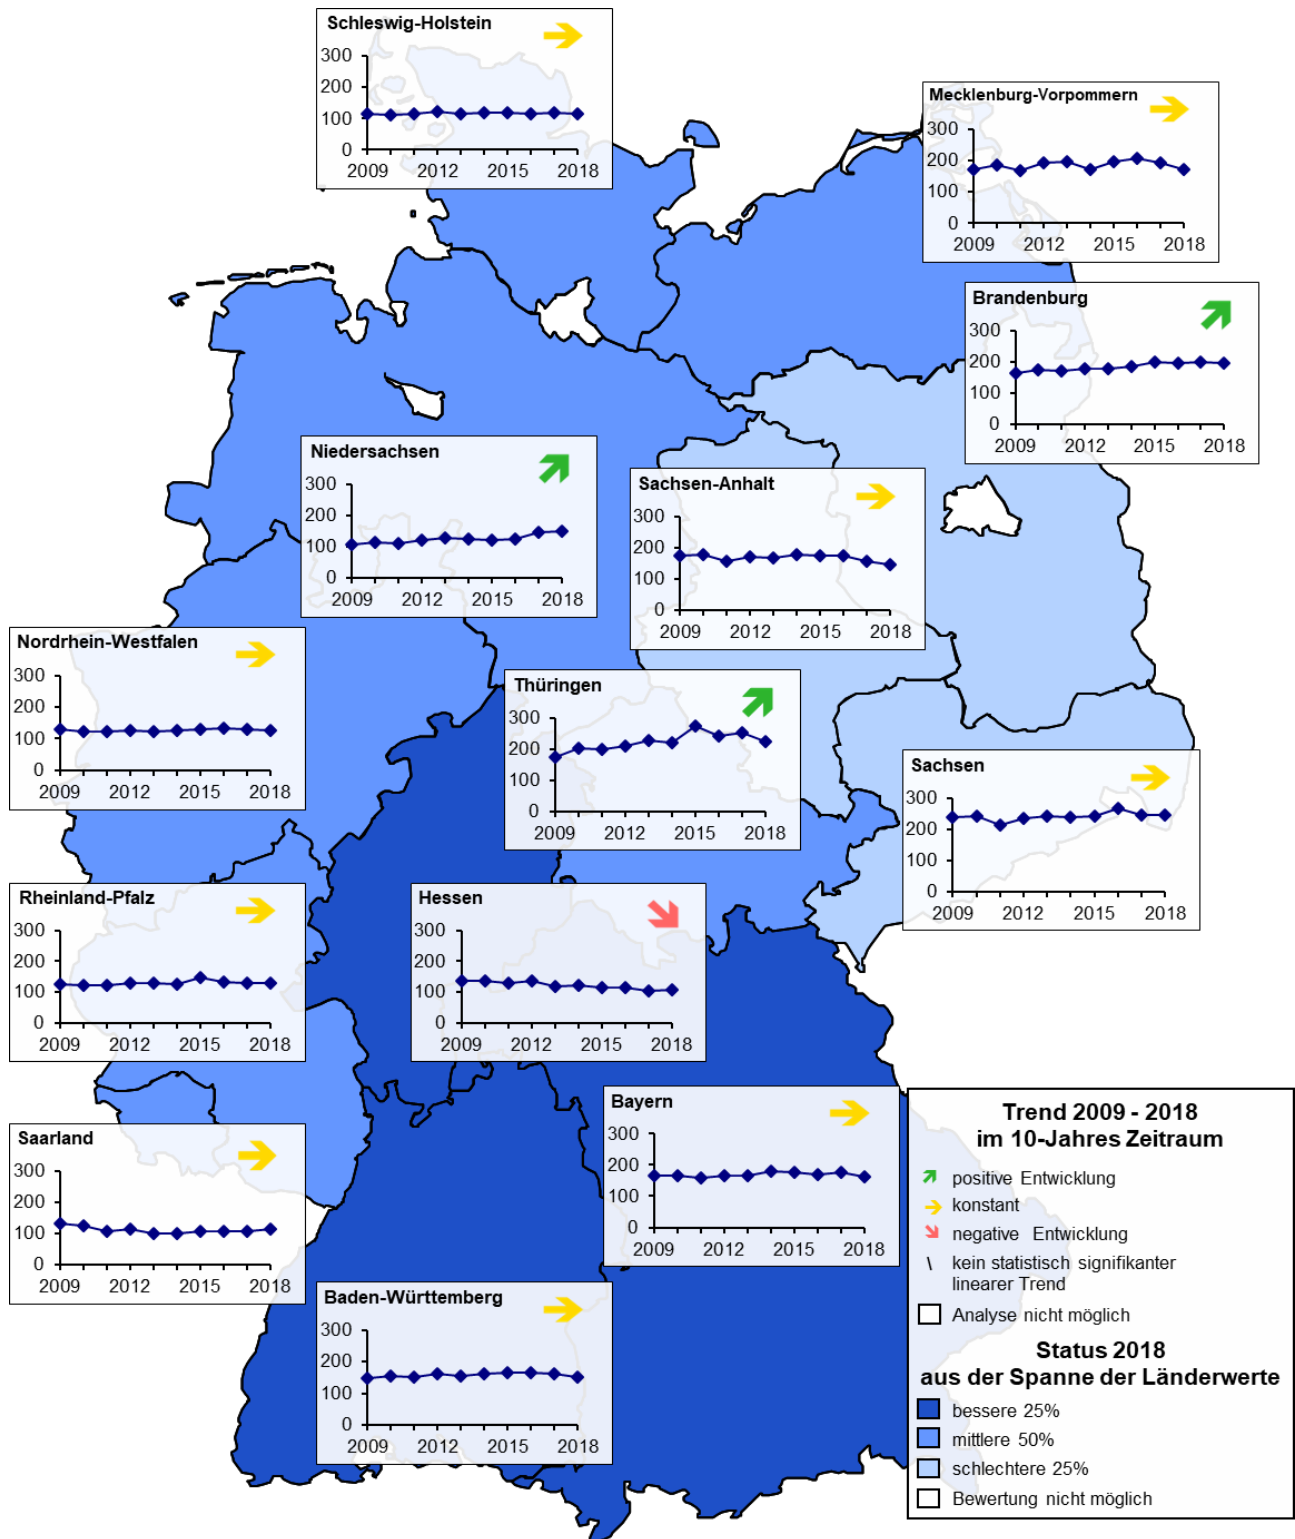 Schleswig-Holstein
300
200
100
0
2009 2012 2015 2018
Mecklenburg-Vorpommern
300
200
100
0
2009 2012 2015 2018
Brandenburg
300
200
100
0
2009 2012 2015 2018
Niedersachsen
300
200
100
0
2009 2012 2015 2018
Sachsen-Anhalt
300
200
100
0
2009 2012 2015 2018
Nordrhein-Westfalen
300
200
100
0
2009 2012 2015 2018
Thüringen
300
200
100
0
2009 2012 2015 2018
Sachsen
300
200
100
0
2009 2012 2015 2018
Rheinland-Pfalz
300
200
100
0
2009 2012 2015 2018
Hessen
300
200
100
0
2009 2012 2015 2018
Bayern
300
200
100
0
2009 2012 2015 2018
Saarland
300
200
100
0
2009 2012 2015 2018
Baden-Württemberg
300
200
100
0
2009 2012 2015 2018
Trend 2009 - 2018
im 10-Jahres Zeitraum
positive Entwicklung
konstant
negative Entwicklung
\ kein statistisch signifikanter
linearer Trend
Analyse nicht möglich
Status 2018
aus der Spanne der Länderwerte
bessere 25%
mittlere 50%
schlechtere 25%
Bewertung nicht möglich